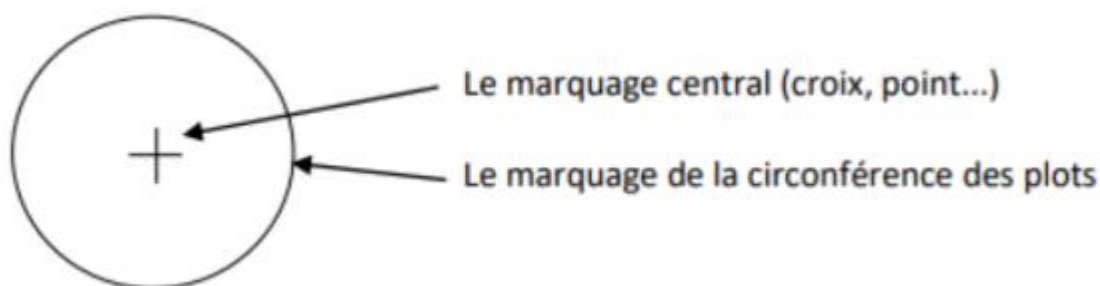 Le marquage central (croix, point...)
Le marquage de la circonférence des plots